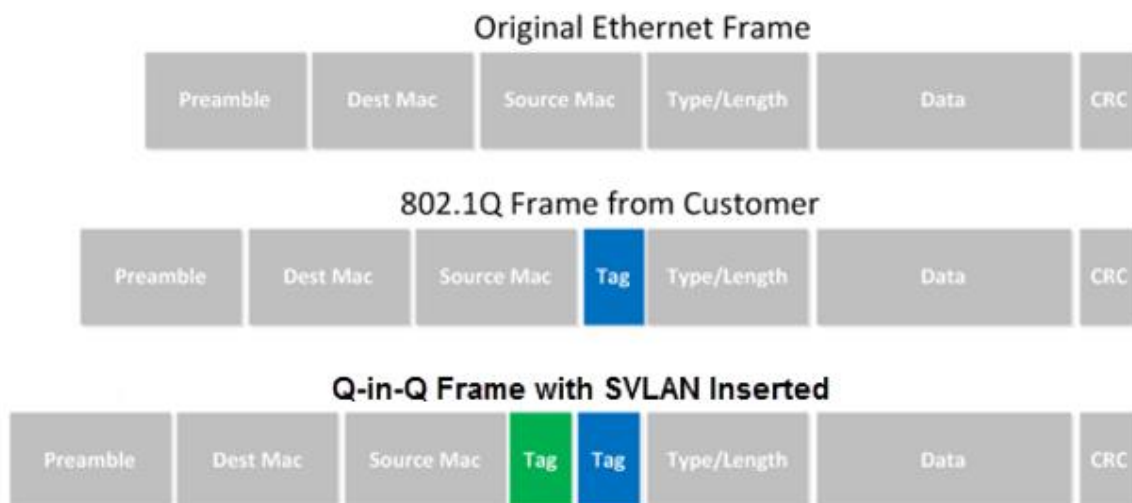 Original Ethernet Frame
Preamble Dest Mac Source Mac Type/Length Data CRC
802.1Q Frame from Customer
Preamble Dest Mac Source Mac Tag Type/Length Data CRC
Q-in-Q Frame with SVLAN Inserted
Preamble Dest Mac Source Mac Tag Tag Type/Length Data CRC